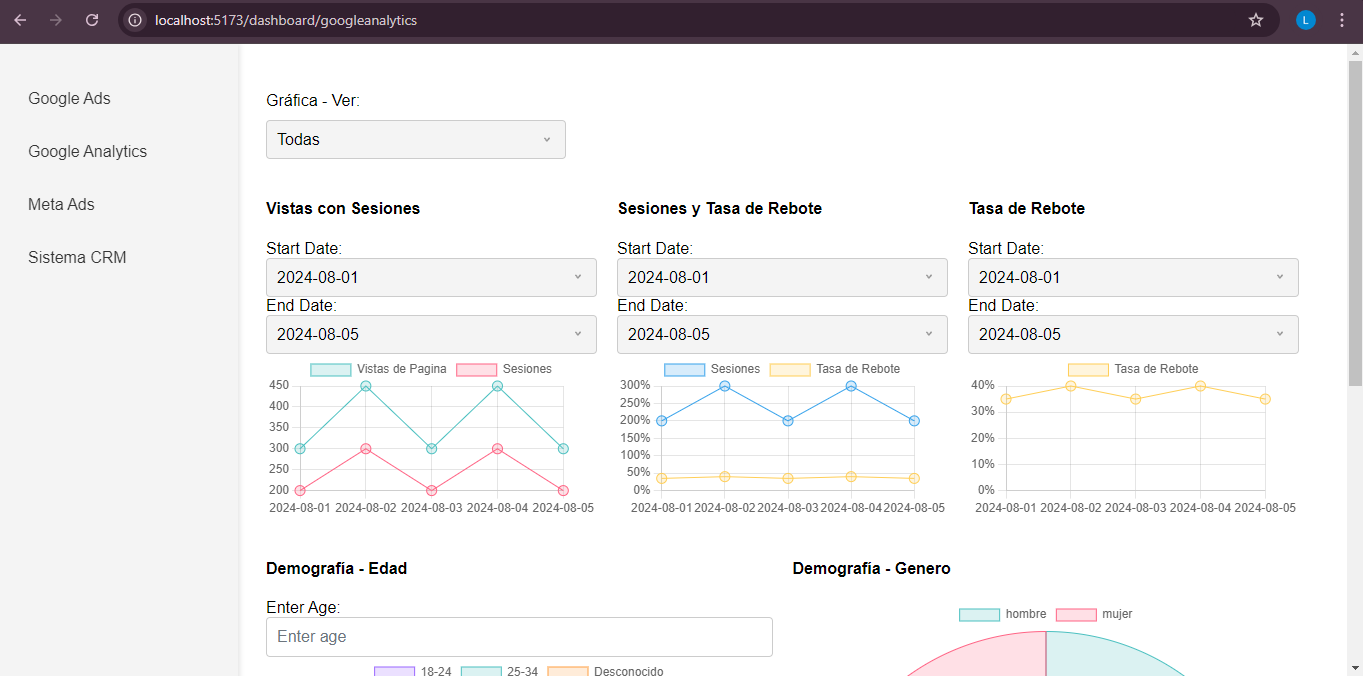 localhost:5173/dashboard/googleanalytics
L
Google Ads
Google Analytics
Meta Ads
Sistema CRM
Gráfica - Ver:
Todas
Vistas con Sesiones
Start Date:
2024-08-01
End Date:
2024-08-05
Vistas de Pagina Sesiones
450
400
350
300
250
200
2024-08-01 2024-08-02 2024-08-03 2024-08-04 2024-08-05
Sesiones y Tasa de Rebote
Start Date:
2024-08-01
End Date:
2024-08-05
Sesiones Tasa de Rebote
300%
250%
200%
150%
100%
50%
0%
2024-08-01 2024-08-02 2024-08-03 2024-08-04 2024-08-05
Tasa de Rebote
Start Date:
2024-08-01
End Date:
2024-08-05
Tasa de Rebote
40%
30%
20%
10%
0%
2024-08-01 2024-08-02 2024-08-03 2024-08-04 2024-08-05
Demografía - Edad
Enter Age:
Enter age
18-24 25-34 Desconocido
Demografía - Genero
hombre mujer